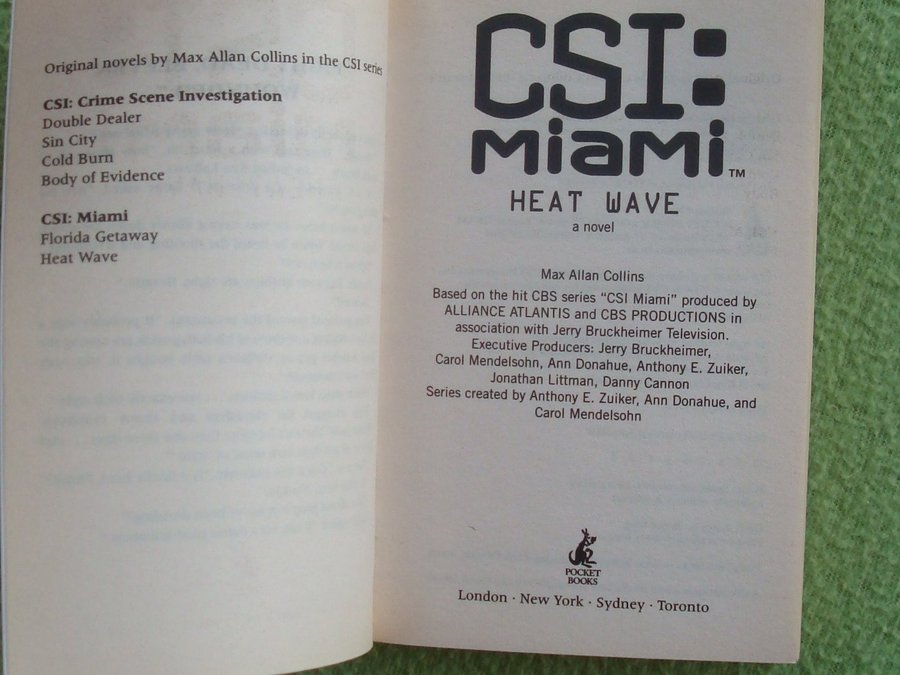 Original novels by Max Allan Collins in the CSI series
CSI: Crime Scene Investigation
Double Dealer
Sin City
Cold Burn
Body of Evidence
CSI: Miami
Florida Getaway
Heat Wave
CSI:
Miami™
HEAT WAVE
a novel
Max Allan Collins
Based on the hit CBS series “CSI Miami” produced by
ALLIANCE ATLANTIS and CBS PRODUCTIONS in
association with Jerry Bruckheimer Television.
Executive Producers: Jerry Bruckheimer,
Carol Mendelsohn, Ann Donahue, Anthony E. Zuiker,
Jonathan Littman, Danny Cannon
Series created by Anthony E. Zuiker, Ann Donahue, and
Carol Mendelsohn
POCKET
BOOKS
London · New York · Sydney · Toronto